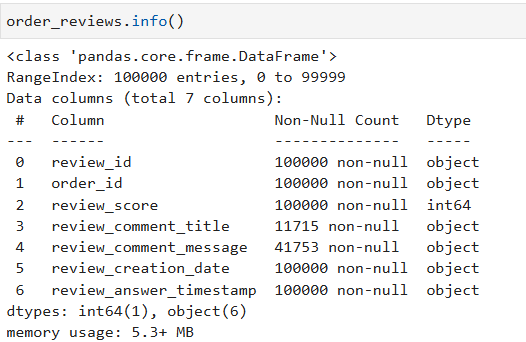 order_reviews.info()
<class 'pandas.core.frame.DataFrame'>
RangeIndex: 100000 entries, 0 to 99999
Data columns (total 7 columns):
 #   Column                   Non-Null Count   Dtype
---  ------                   --------------   -----
 0   review_id                100000 non-null  object
 1   order_id                 100000 non-null  object
 2   review_score             100000 non-null  int64
 3   review_comment_title     11715 non-null   object
 4   review_comment_message   41753 non-null   object
 5   review_creation_date     100000 non-null  object
 6   review_answer_timestamp  100000 non-null  object
dtypes: int64(1), object(6)
memory usage: 5.3+ MB